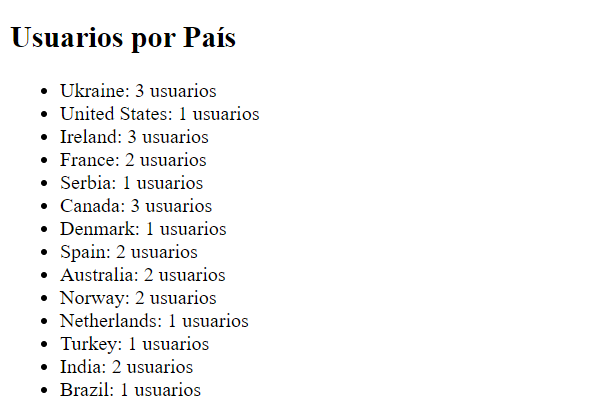 Usuarios por País
Ukraine: 3 usuarios
United States: 1 usuarios
Ireland: 3 usuarios
France: 2 usuarios
Serbia: 1 usuarios
Canada: 3 usuarios
Denmark: 1 usuarios
Spain: 2 usuarios
Australia: 2 usuarios
Norway: 2 usuarios
Netherlands: 1 usuarios
Turkey: 1 usuarios
India: 2 usuarios
Brazil: 1 usuarios